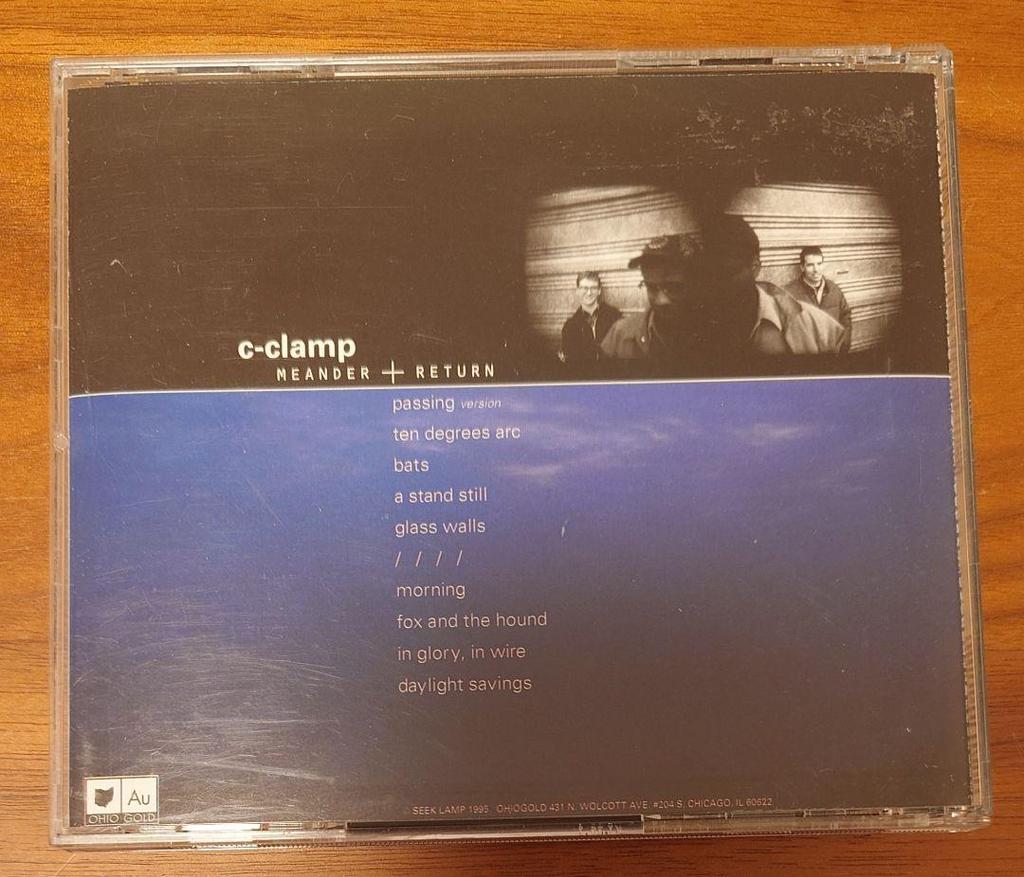 c-clamp
MEANDER + RETURN
passing version
ten degrees arc
bats
a stand still
glass walls
/ / / /
morning
fox and the hound
in glory, in wire
daylight savings
Au
OHIO GOLD
SEEK LAMP 1995 OHIOGOLD 431 N. WOLCOTT AVE. #204 S. CHICAGO, IL 60622